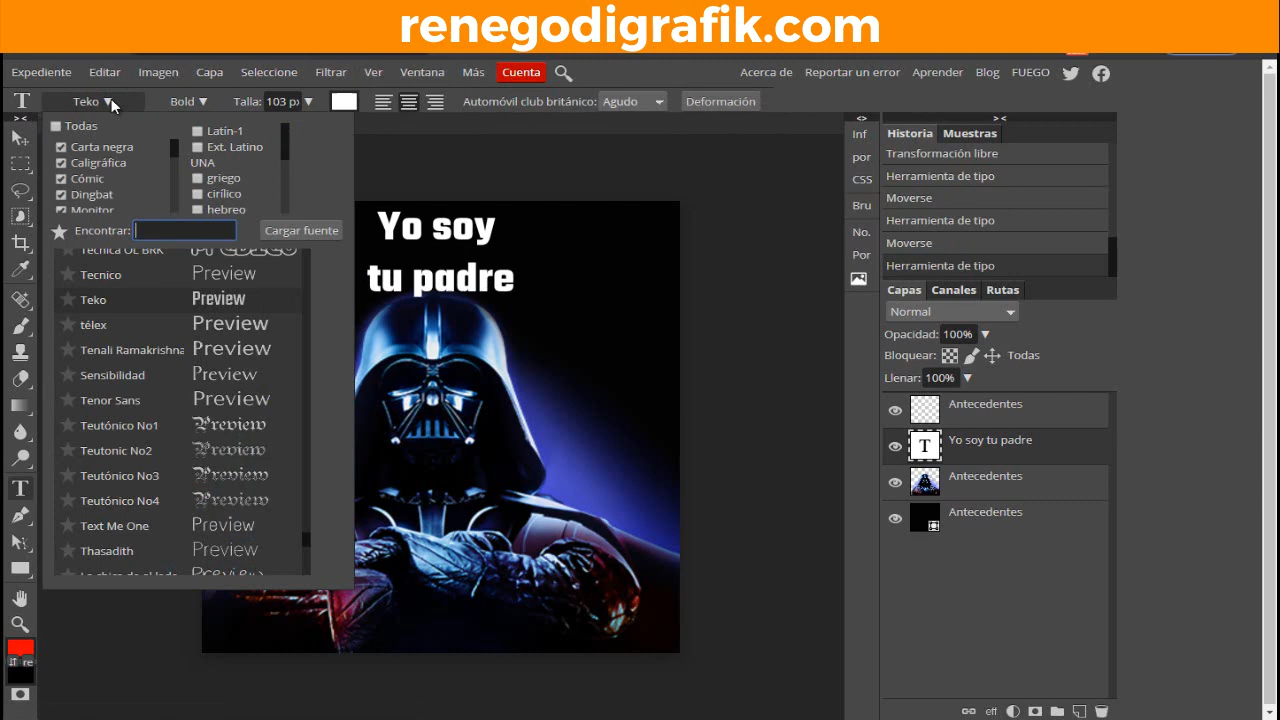 renegodigrafik.com
Expediente Editar Imagen Capa Seleccione Filtrar Ver Ventana Más Cuenta Acerca de Reportar un error Aprender Blog FUEGO
Teko Bold Talla: 103 px Automóvil club británico: Agudo Deformación
Todas
Carta negra
Caligráfica
Cómic
Dingbat
Monitor
Latín-1
Ext. Latino
UNA
griego
cirílico
hebreo
Encontrar: Cargar fuente
Tecnica OL BRK
Tecnico Preview
Teko Preview
télex Preview
Tenali Ramakrishna Preview
Sensibilidad Preview
Tenor Sans Preview
Teutónico No1 Preview
Teutonic No2 Preview
Teutónico No3 Preview
Teutónico No4 Preview
Text Me One Preview
Thasadith Preview
Preview
Yo soy
tu padre
Inf
por
CSS
Bru
No.
Por
Historia Muestras
Transformación libre
Herramienta de tipo
Moverse
Herramienta de tipo
Moverse
Herramienta de tipo
Capas Canales Rutas
Normal
Opacidad: 100%
Bloquear: Todas
Llenar: 100%
Antecedentes
T Yo soy tu padre
Antecedentes
Antecedentes
re
eff